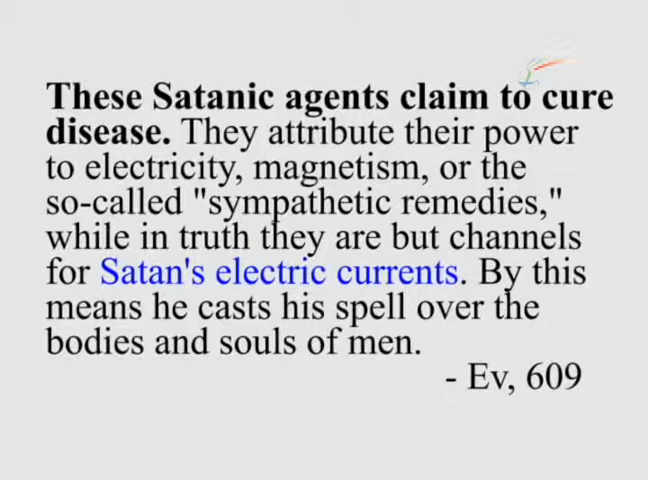 These Satanic agents claim to cure
disease. They attribute their power
to electricity, magnetism, or the
so-called "sympathetic remedies,"
while in truth they are but channels
for Satan's electric currents. By this
means he casts his spell over the
bodies and souls of men.
- Ev, 609